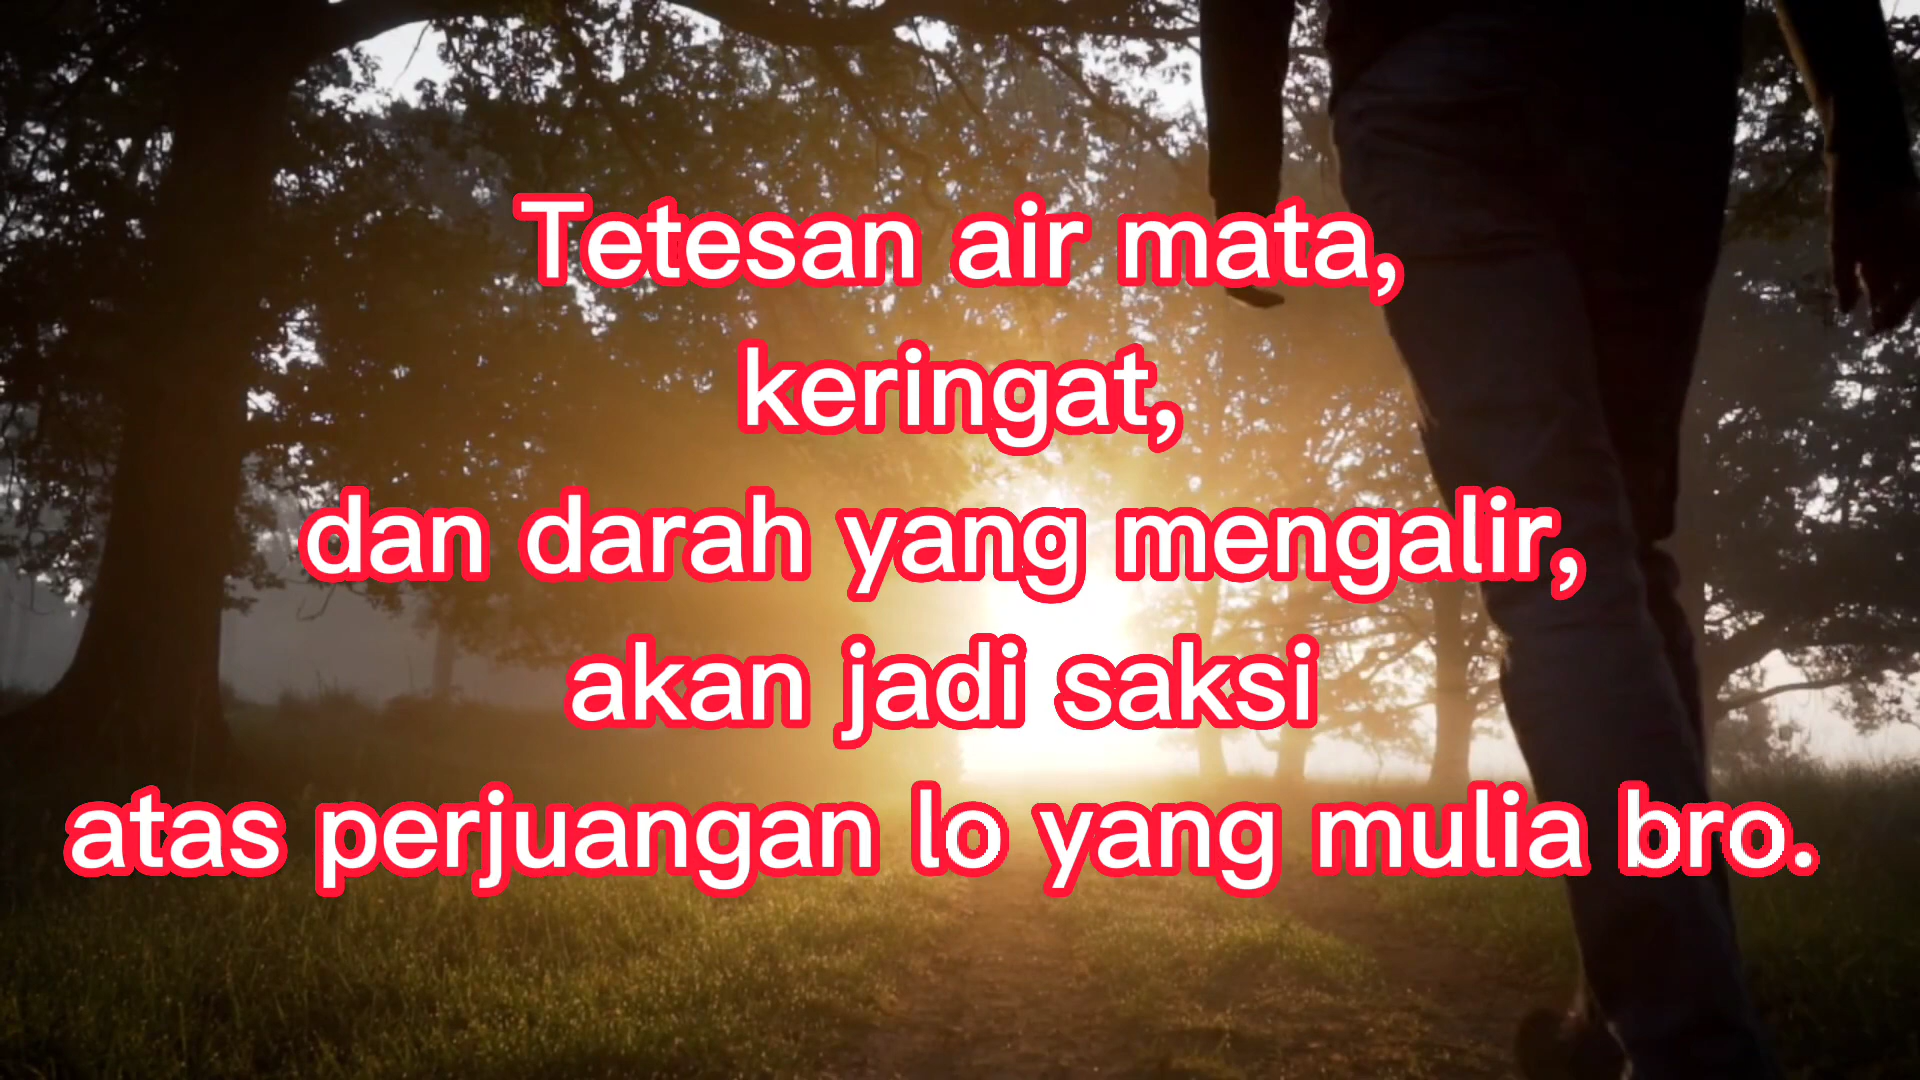 Tetesan air mata,
keringat,
dan darah yang mengalir,
akan jadi saksi
atas perjuangan lo yang mulia bro.